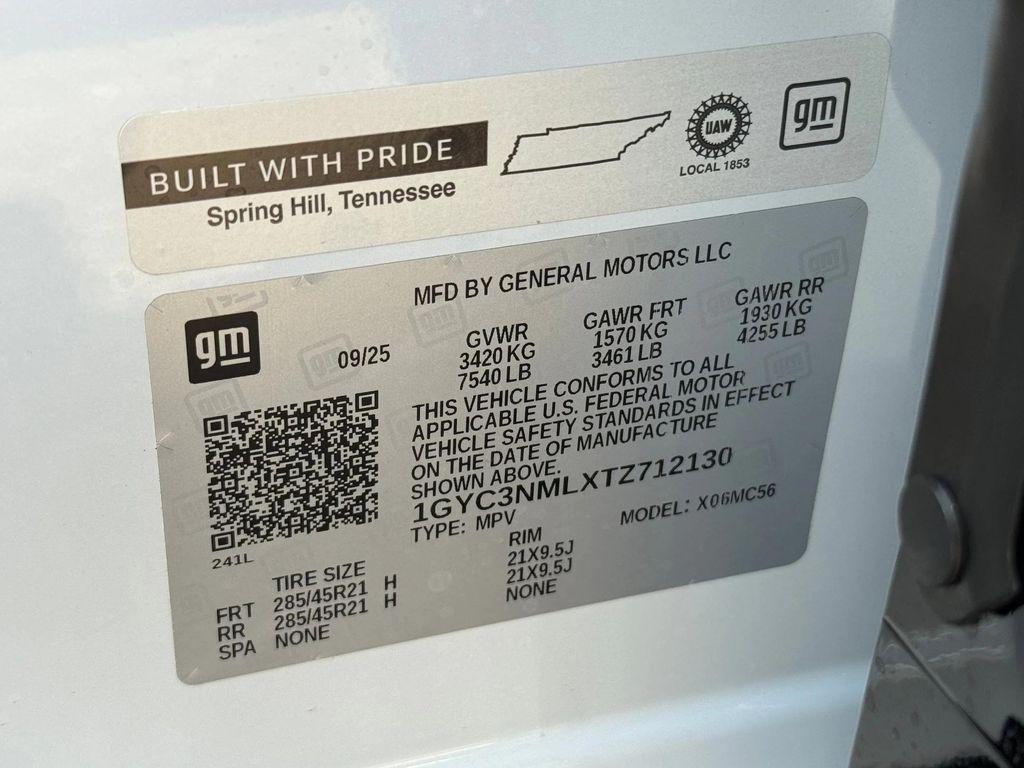 BUILT WITH PRIDE
Spring Hill, Tennessee
UAW
LOCAL 1853
gm
MFD BY GENERAL MOTORS LLC
gm
09/25
GVWR GAWR FRT GAWR RR
3420 KG 1570 KG 1930 KG
7540 LB 3461 LB 4255 LB
THIS VEHICLE CONFORMS TO ALL
APPLICABLE U.S. FEDERAL MOTOR
VEHICLE SAFETY STANDARDS IN EFFECT
ON THE DATE OF MANUFACTURE
SHOWN ABOVE.
1GYC3NMLXTZ712130
TYPE: MPV MODEL: X06MC56
241L
TIRE SIZE RIM
FRT 285/45R21 H 21X9.5J
RR 285/45R21 H 21X9.5J
SPA NONE NONE